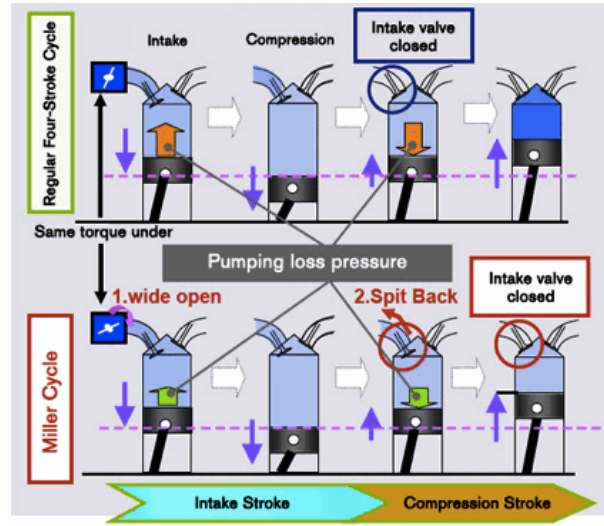 Regular Four-Stroke Cycle
Intake
Compression
Intake valve
closed
Same torque under
Pumping loss pressure
Miller Cycle
1.wide open
2.Spit Back
Intake valve
closed
Intake Stroke
Compression Stroke